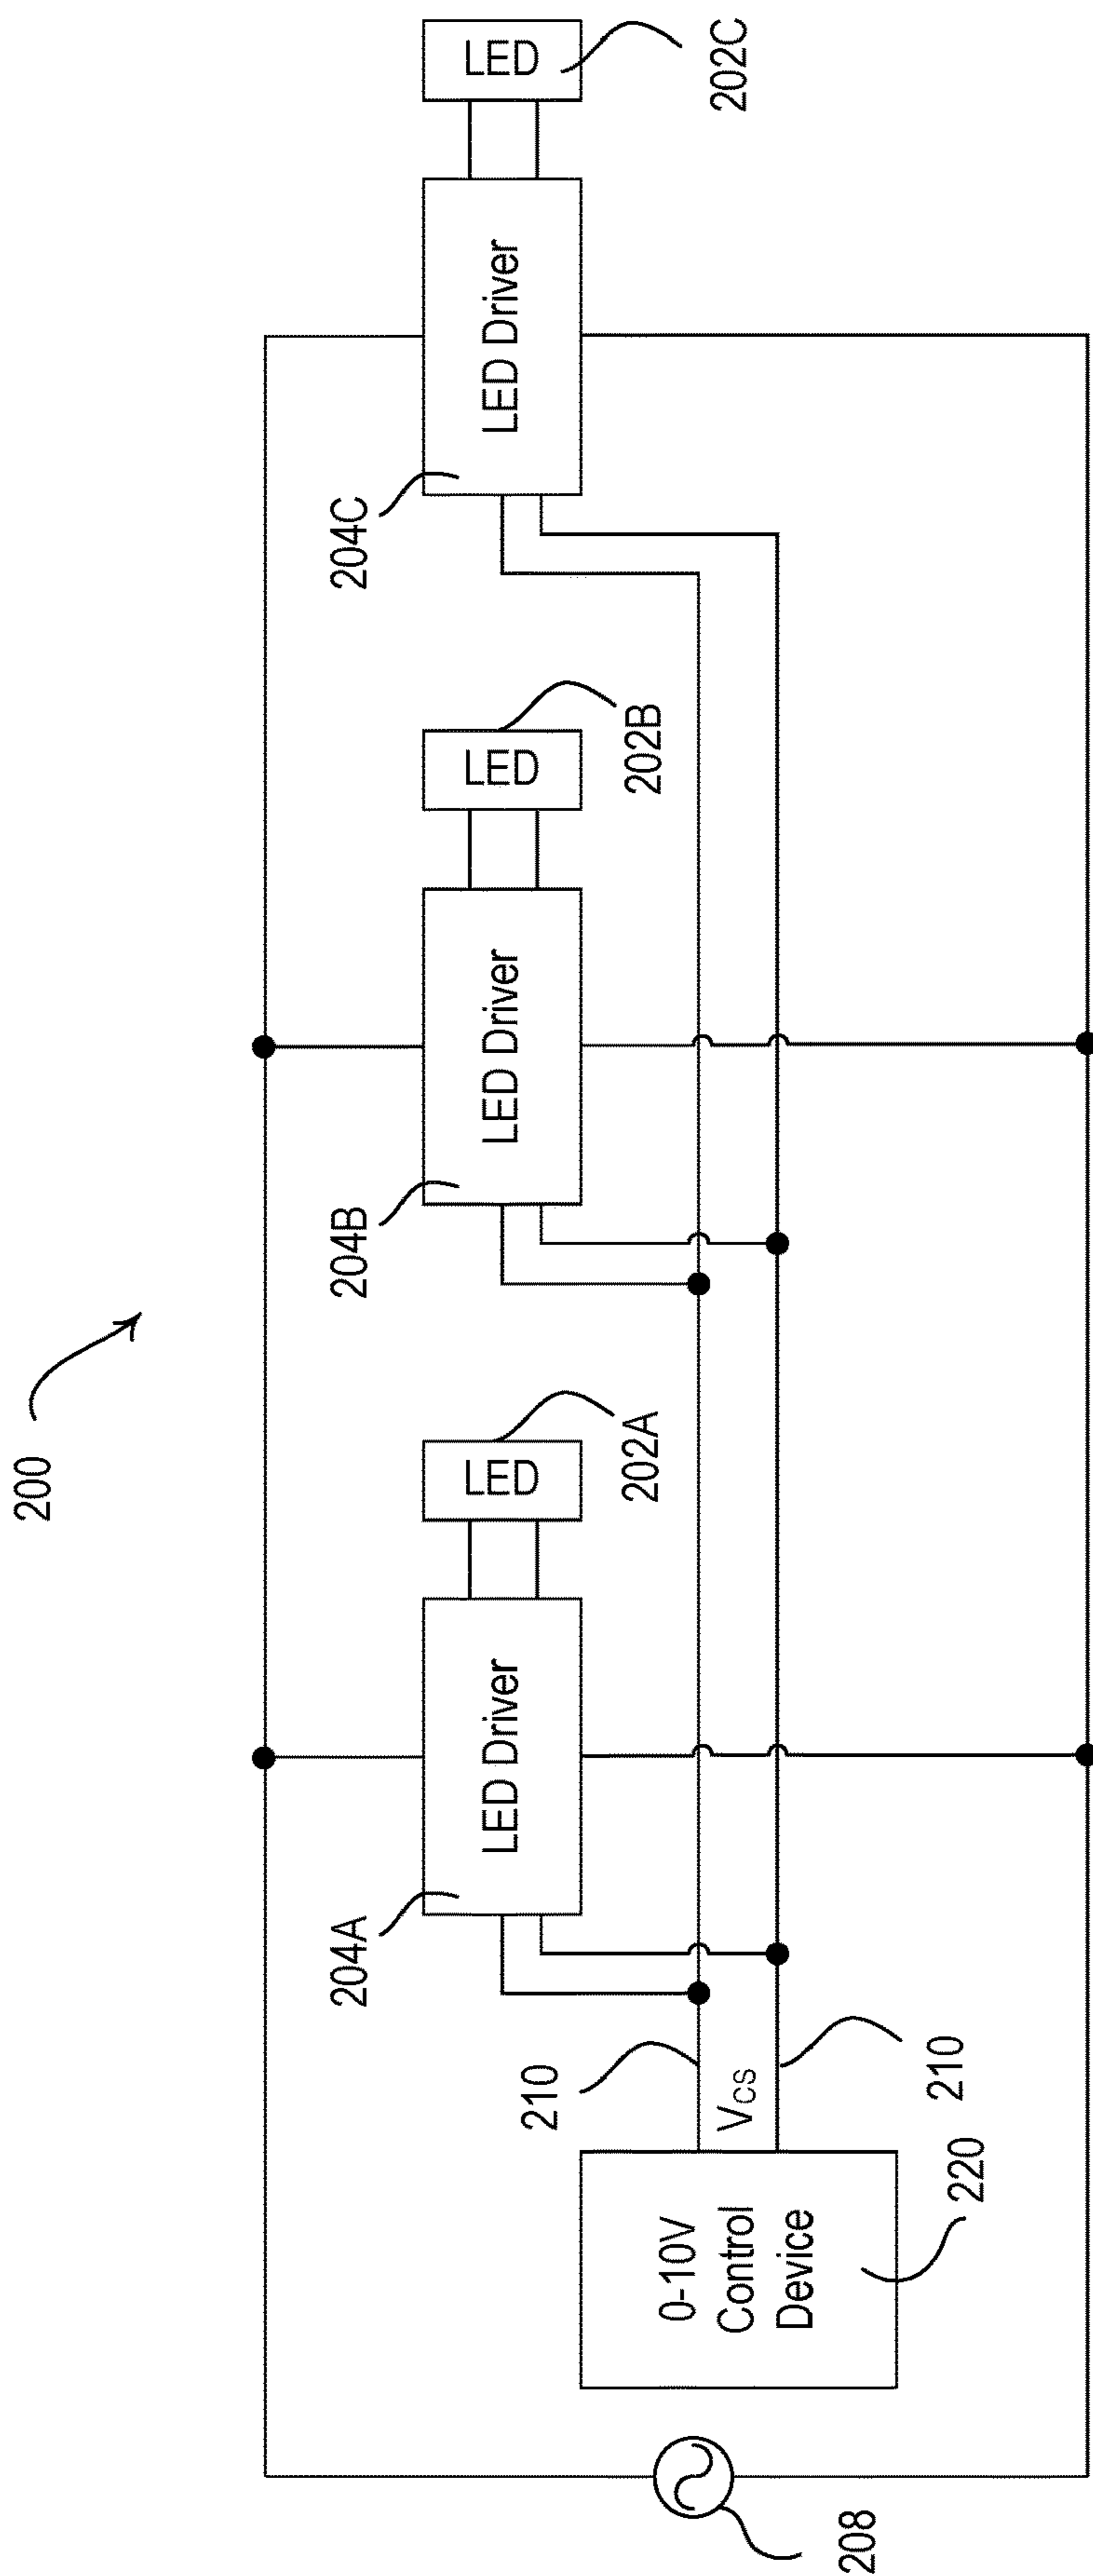 200
LED
202C
LED Driver
204C
LED
202B
LED Driver
204B
LED
202A
LED Driver
204A
210
VCS
210
0-10V
Control
Device
220
208